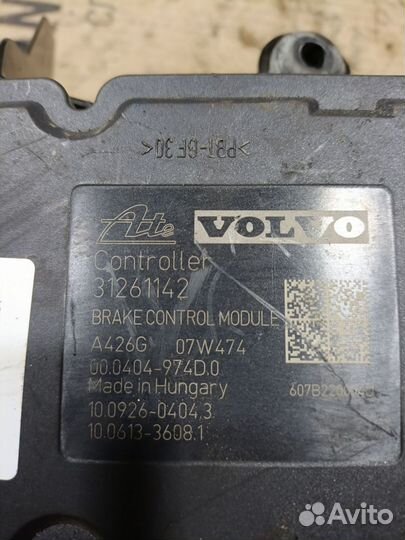 >PBT-GF30<
Ate VOLVO
Controller
31261142
BRAKE CONTROL MODULE
A426G 07W474
00.0404-974D.0
Made in Hungary
10.0926-0404.3
10.0613-3608.1
Avito